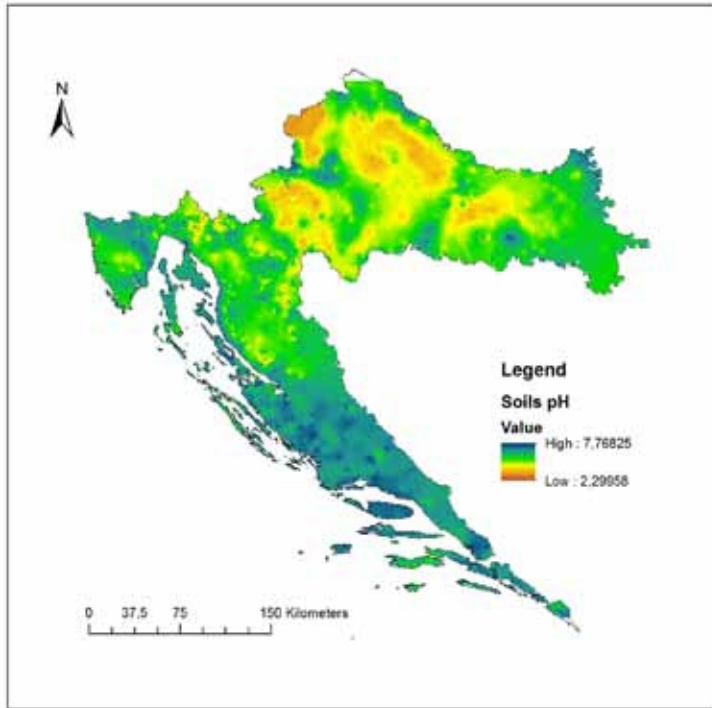 N
Legend
Soils pH
Value
High : 7,76825
Low : 2,29958
0 37,5 75 150 Kilometers